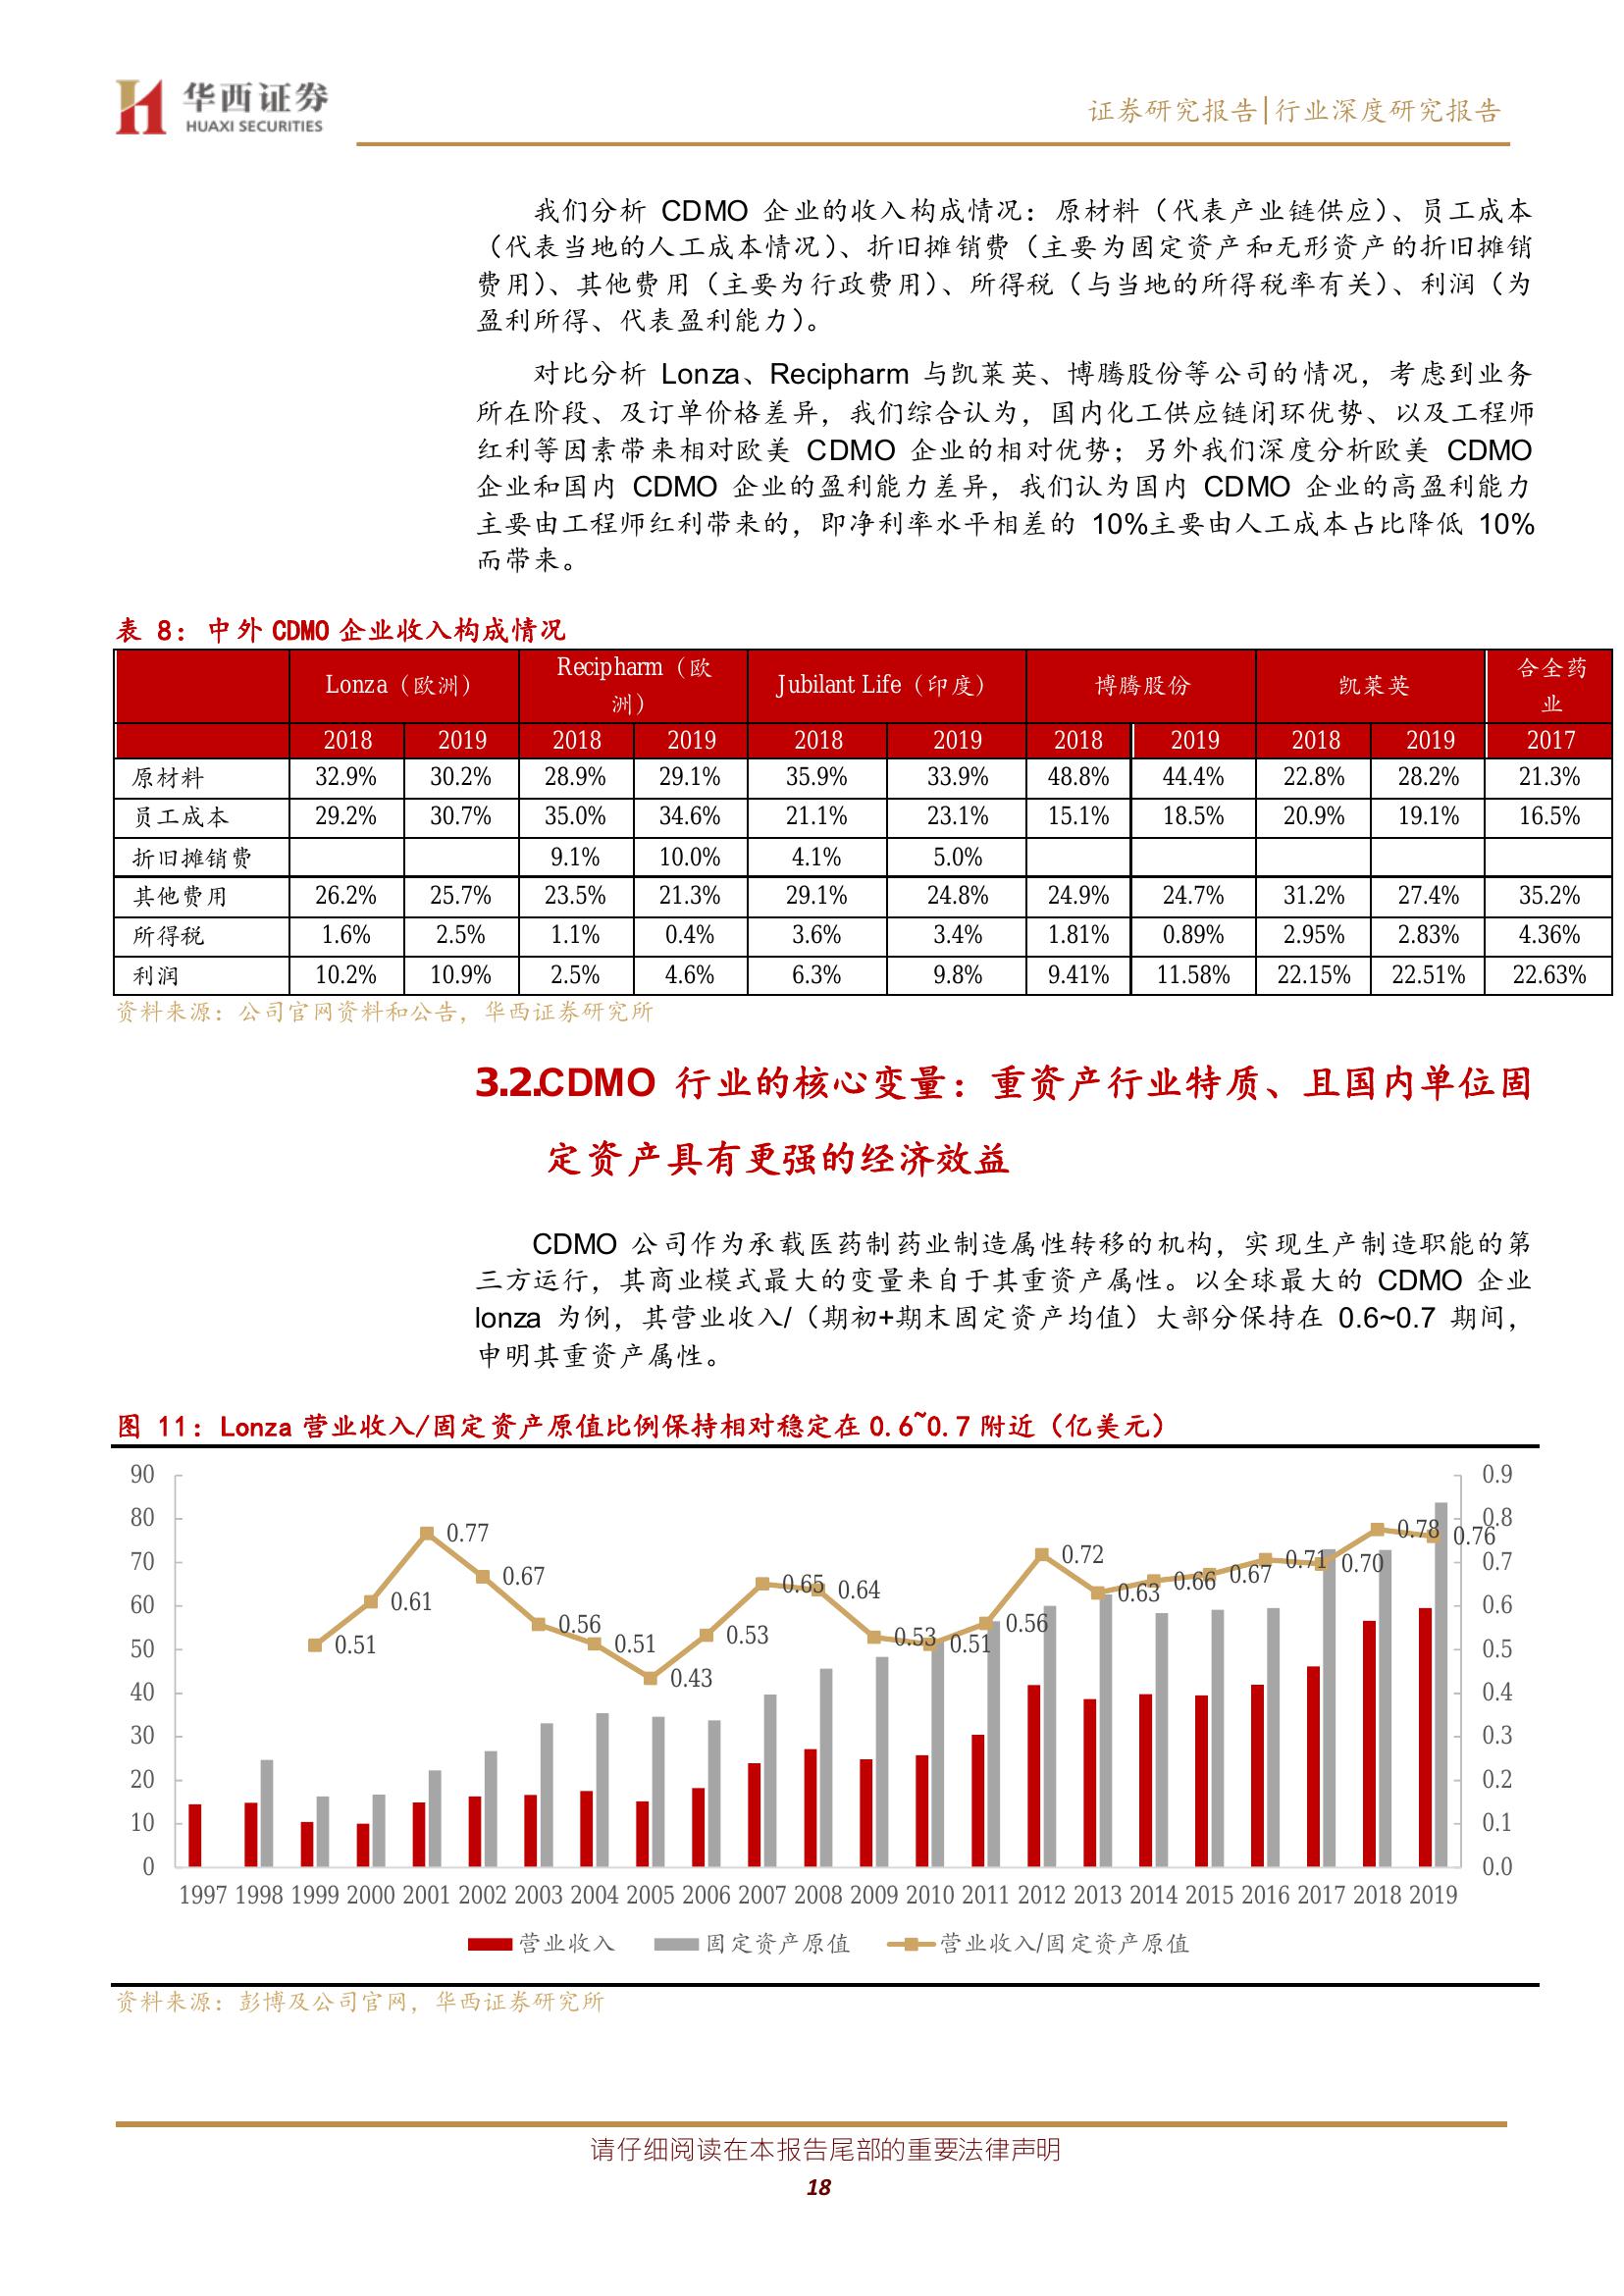 华西证券
HUAXI SECURITIES
证券研究报告|行业深度研究报告
我们分析 CDMO 企业的收入构成情况：原材料（代表产业链供应）、员工成本
（代表当地的人工成本情况）、折旧摊销费（主要为固定资产和无形资产的折旧摊销
费用）、其他费用（主要为行政费用）、所得税（与当地的所得税率有关）、利润（为
盈利所得、代表盈利能力）。
对比分析 Lonza、Recipharm 与凯莱英、博腾股份等公司的情况，考虑到业务
所在阶段、及订单价格差异，我们综合认为，国内化工供应链闭环优势、以及工程师
红利等因素带来相对欧美 CDMO 企业的相对优势；另外我们深度分析欧美 CDMO
企业和国内 CDMO 企业的盈利能力差异，我们认为国内 CDMO 企业的高盈利能力
主要由工程师红利带来的，即净利率水平相差的 10%主要由人工成本占比降低 10%
而带来。
表 8：中外 CDMO 企业收入构成情况
Lonza（欧洲） Recipharm（欧洲） Jubilant Life（印度） 博腾股份 凯莱英 合全药业
2018 2019 2018 2019 2018 2019 2018 2019 2018 2019 2017
原材料 32.9% 30.2% 28.9% 29.1% 35.9% 33.9% 48.8% 44.4% 22.8% 28.2% 21.3%
员工成本 29.2% 30.7% 35.0% 34.6% 21.1% 23.1% 15.1% 18.5% 20.9% 19.1% 16.5%
折旧摊销费 9.1% 10.0% 4.1% 5.0%
其他费用 26.2% 25.7% 23.5% 21.3% 29.1% 24.8% 24.9% 24.7% 31.2% 27.4% 35.2%
所得税 1.6% 2.5% 1.1% 0.4% 3.6% 3.4% 1.81% 0.89% 2.95% 2.83% 4.36%
利润 10.2% 10.9% 2.5% 4.6% 6.3% 9.8% 9.41% 11.58% 22.15% 22.51% 22.63%
资料来源：公司官网资料和公告，华西证券研究所
3.2.CDMO 行业的核心变量：重资产行业特质、且国内单位固
定资产具有更强的经济效益
CDMO 公司作为承载医药制药业制造属性转移的机构，实现生产制造职能的第
三方运行，其商业模式最大的变量来自于其重资产属性。以全球最大的 CDMO 企业
lonza 为例，其营业收入/（期初+期末固定资产均值）大部分保持在 0.6~0.7 期间，
申明其重资产属性。
图 11：Lonza 营业收入/固定资产原值比例保持相对稳定在 0.6~0.7 附近（亿美元）
90
80
70
60
50
40
30
20
10
0
0.51 0.61 0.77 0.67 0.56 0.51 0.43 0.53 0.65 0.64 0.53 0.51 0.56 0.72 0.63 0.66 0.67 0.71 0.70 0.78 0.76
0.9
0.8
0.7
0.6
0.5
0.4
0.3
0.2
0.1
0.0
1997 1998 1999 2000 2001 2002 2003 2004 2005 2006 2007 2008 2009 2010 2011 2012 2013 2014 2015 2016 2017 2018 2019
营业收入 固定资产原值 营业收入/固定资产原值
资料来源：彭博及公司官网，华西证券研究所
请仔细阅读在本报告尾部的重要法律声明
18